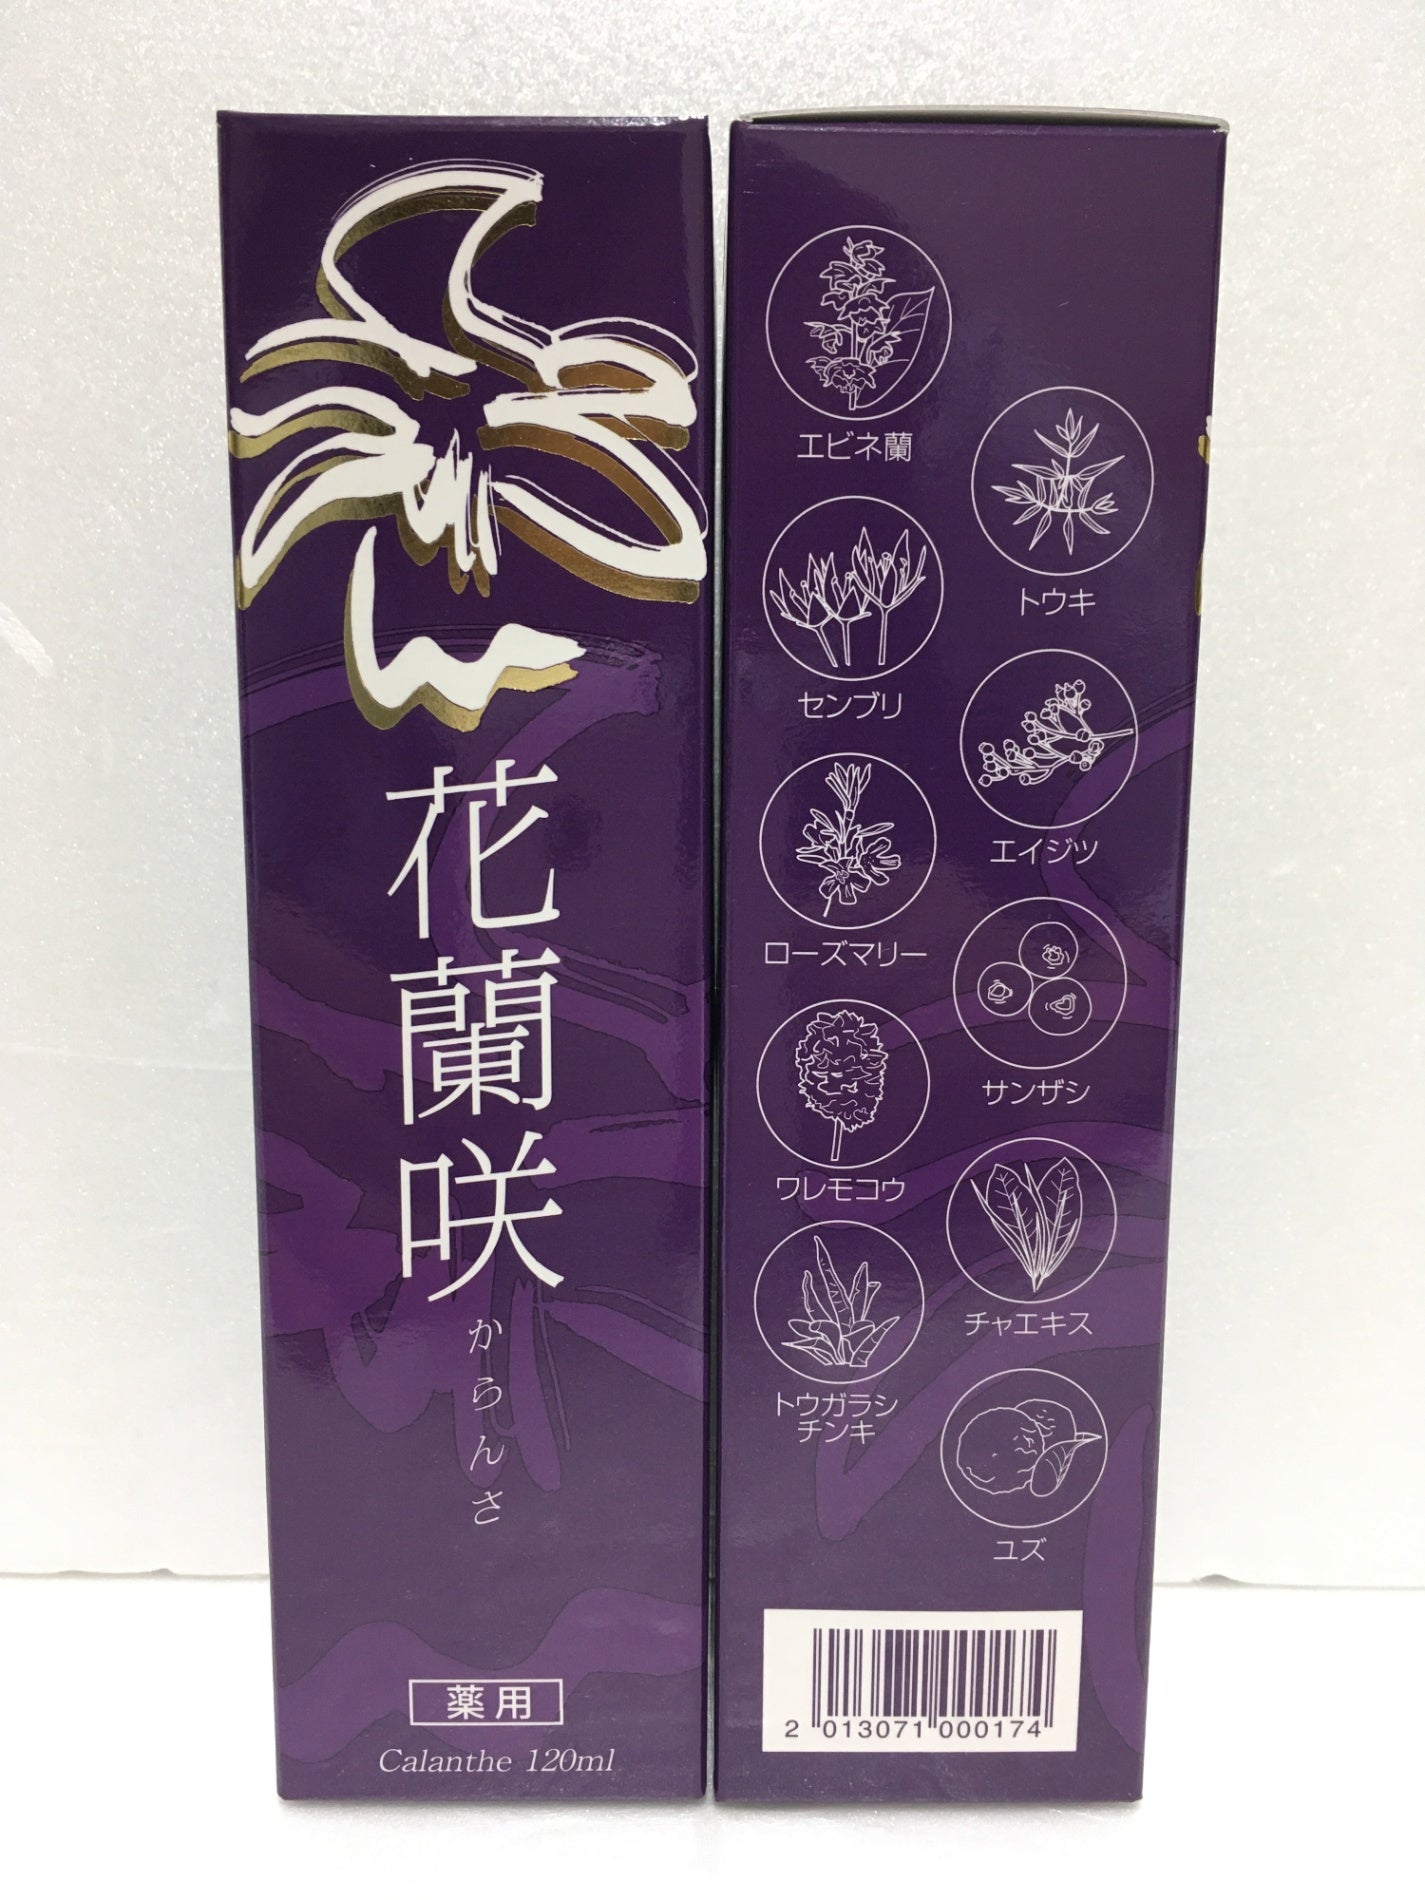 花蘭咲
からんさ
薬用
Calanthe 120ml
エビネ蘭
トウキ
センブリ
エイジツ
ローズマリー
サンザシ
ワレモコウ
チャエキス
トウガラシ
チンキ
ユズ
2 013071 000174